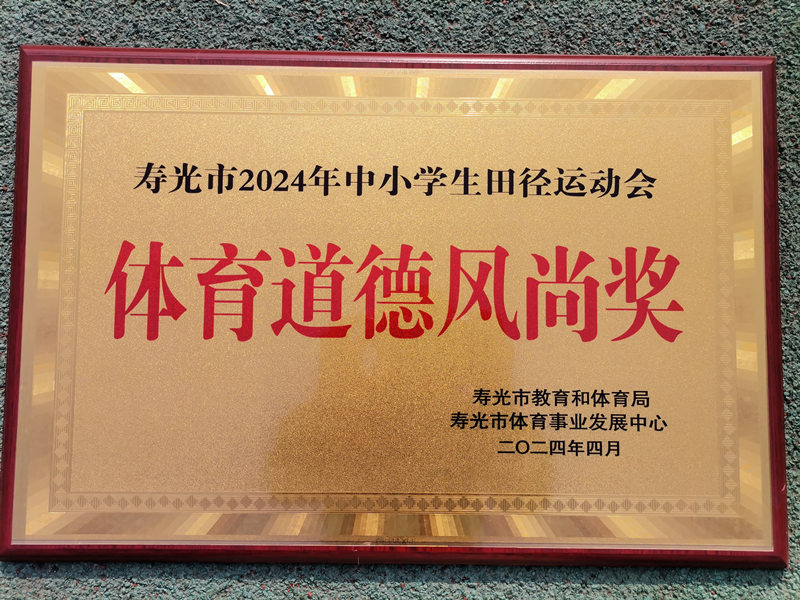 寿光市2024年中小学生田径运动会
体育道德风尚奖
寿光市教育和体育局
寿光市体育事业发展中心
二〇二四年四月